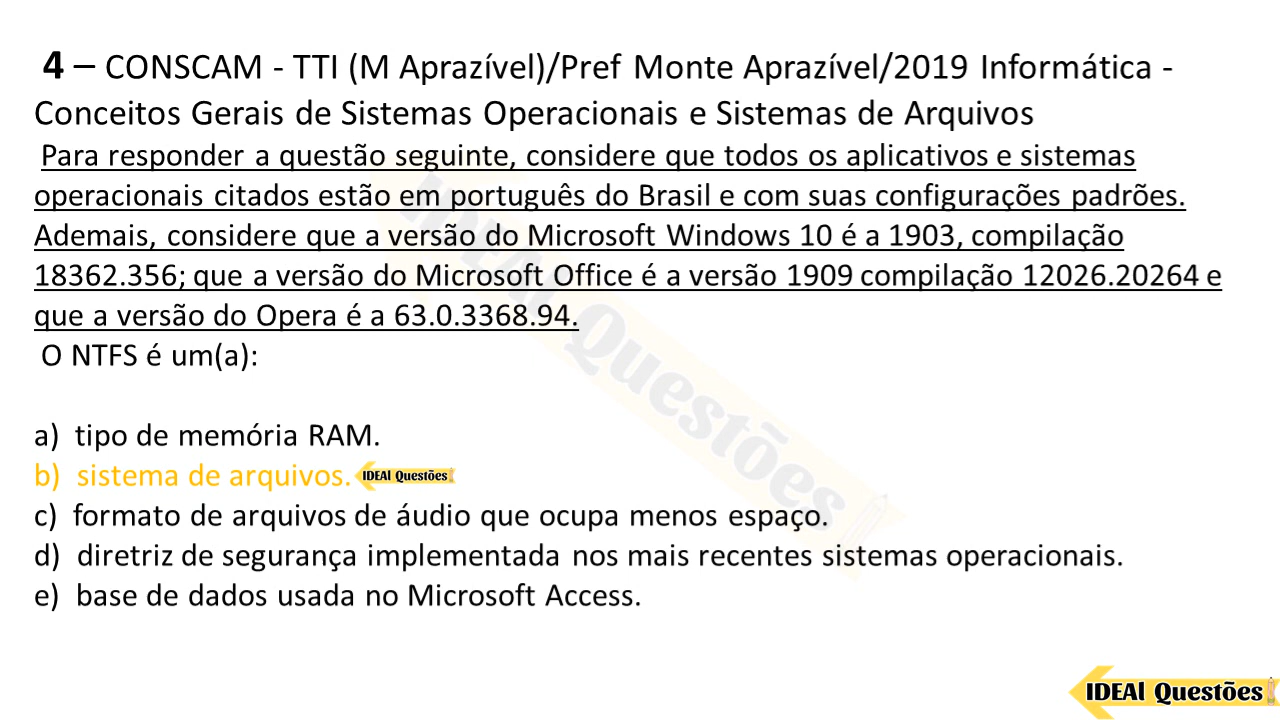 4 – CONSCAM - TTI (M Aprazível)/Pref Monte Aprazível/2019 Informática -
Conceitos Gerais de Sistemas Operacionais e Sistemas de Arquivos
Para responder a questão seguinte, considere que todos os aplicativos e sistemas
operacionais citados estão em português do Brasil e com suas configurações padrões.
Ademais, considere que a versão do Microsoft Windows 10 é a 1903, compilação
18362.356; que a versão do Microsoft Office é a versão 1909 compilação 12026.20264 e
que a versão do Opera é a 63.0.3368.94.
O NTFS é um(a):
IDEAl Questões
a) tipo de memória RAM.
b) sistema de arquivos. IDEAl Questões
c) formato de arquivos de áudio que ocupa menos espaço.
d) diretriz de segurança implementada nos mais recentes sistemas operacionais.
e) base de dados usada no Microsoft Access.
IDEAl Questões